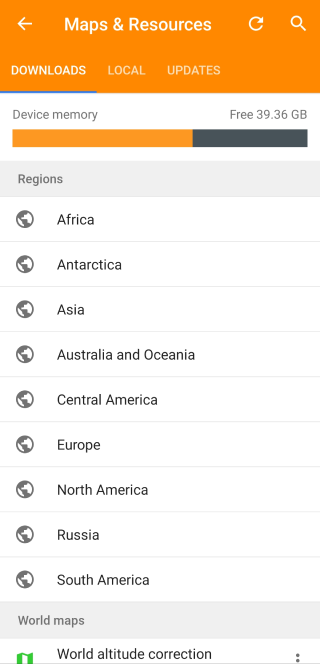 Maps & Resources
DOWNLOADS LOCAL UPDATES
Device memory Free 39.36 GB
Regions
Africa
Antarctica
Asia
Australia and Oceania
Central America
Europe
North America
Russia
South America
World maps
World altitude correction